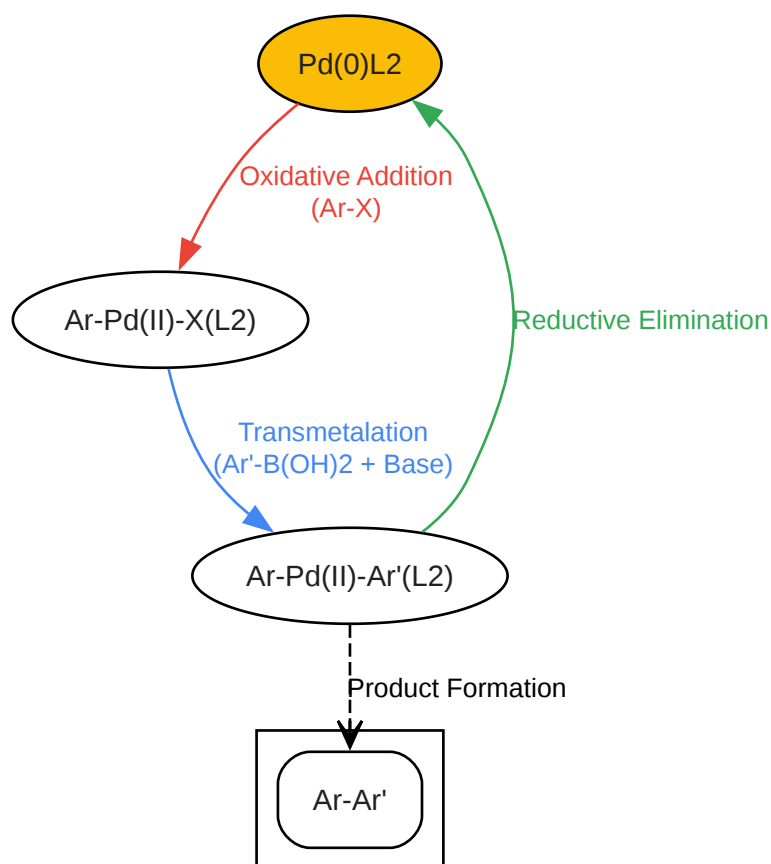 Pd(0)L2
Oxidative Addition
(Ar-X)
Ar-Pd(II)-X(L2)
Reductive Elimination
Transmetalation
(Ar'-B(OH)2 + Base)
Ar-Pd(II)-Ar'(L2)
Product Formation
Ar-Ar'